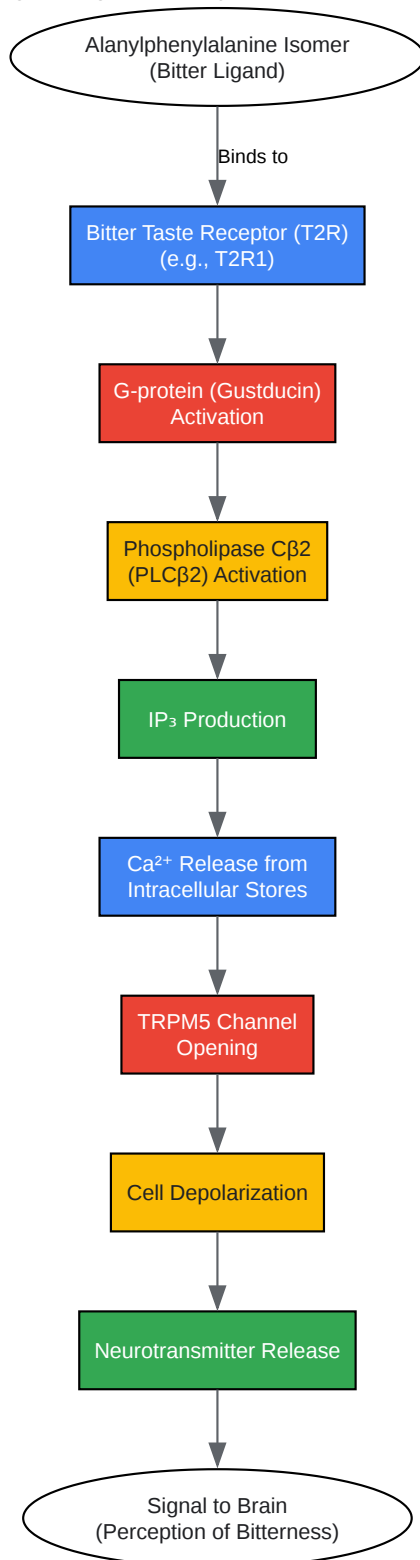 Alanylphenylalanine Isomer
(Bitter Ligand)
Binds to
Bitter Taste Receptor (T2R)
(e.g., T2R1)
G-protein (Gustducin)
Activation
Phospholipase Cβ2
(PLCβ2) Activation
IP₃ Production
Ca²⁺ Release from
Intracellular Stores
TRPM5 Channel
Opening
Cell Depolarization
Neurotransmitter Release
Signal to Brain
(Perception of Bitterness)